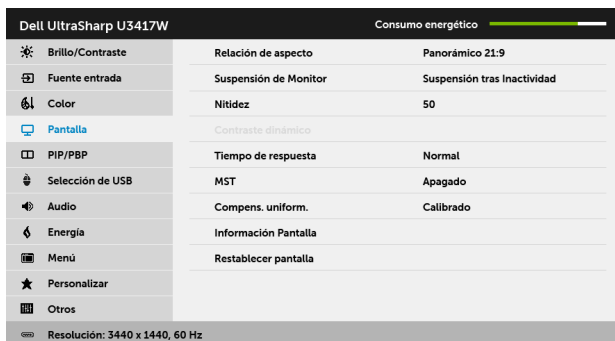 Dell UltraSharp U3417W Consumo energético
Brillo/Contraste Relación de aspecto Panorámico 21:9
Fuente entrada Suspensión de Monitor Suspensión tras Inactividad
Color Nitidez 50
Pantalla Contraste dinámico
PIP/PBP Tiempo de respuesta Normal
Selección de USB MST Apagado
Audio Compens. uniform. Calibrado
Energía Información Pantalla
Menú Restablecer pantalla
Personalizar
Otros
Resolución: 3440 x 1440, 60 Hz